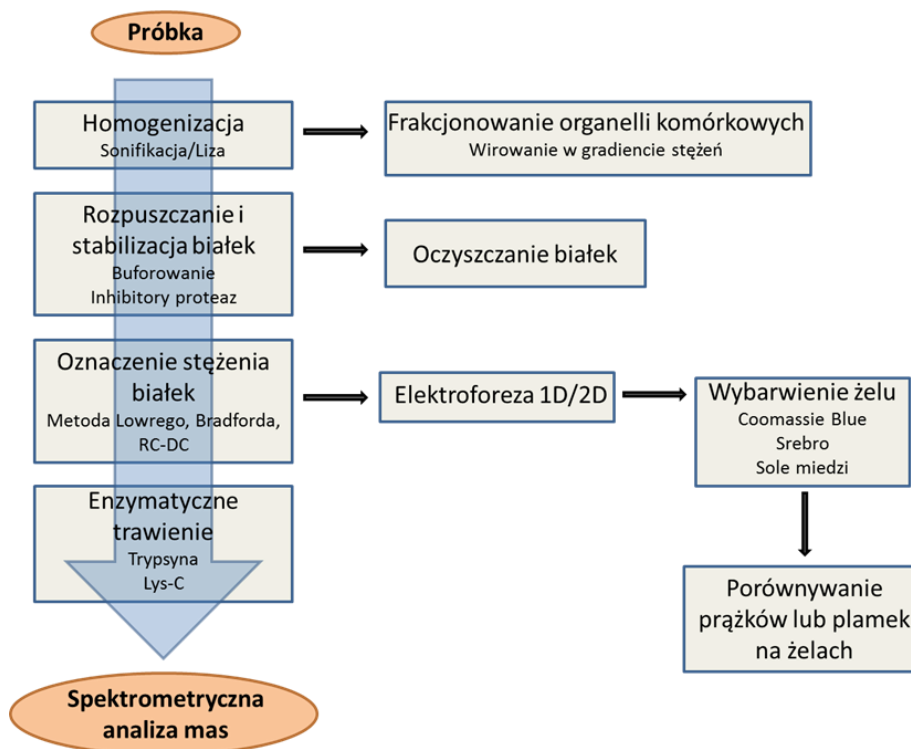 Próbka
Homogenizacja
Sonifikacja/Liza
Frakcjonowanie organelli komórkowych
Wirowanie w gradiencie stężeń
Rozpuszczanie i
stabilizacja białek
Buforowanie
Inhibitory proteaz
Oczyszczanie białek
Oznaczenie stężenia
białek
Metoda Lowrego, Bradforda,
RC-DC
Elektroforeza 1D/2D
Wybarwienie żelu
Coomassie Blue
Srebro
Sole miedzi
Enzymatyczne
trawienie
Trypsyna
Lys-C
Porównywanie
prążków lub plamek
na żelach
Spektrometryczna
analiza mas